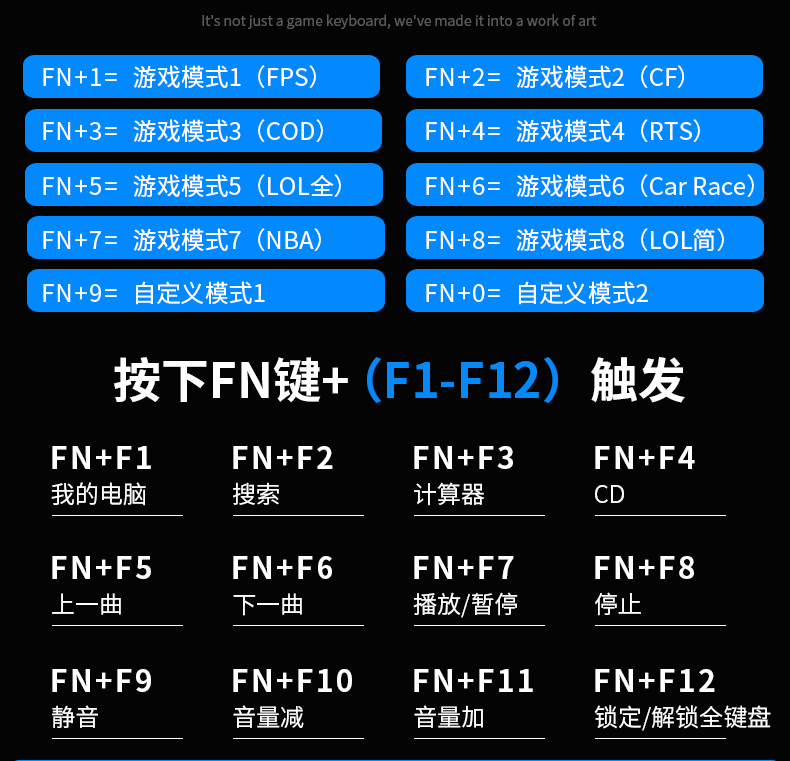 It's not just a game keyboard, we've made it into a work of art
FN+1= 游戏模式1（FPS）
FN+2= 游戏模式2（CF）
FN+3= 游戏模式3（COD）
FN+4= 游戏模式4（RTS）
FN+5= 游戏模式5（LOL全）
FN+6= 游戏模式6（Car Race）
FN+7= 游戏模式7（NBA）
FN+8= 游戏模式8（LOL简）
FN+9= 自定义模式1
FN+0= 自定义模式2
按下FN键+（F1-F12）触发
FN+F1
我的电脑
FN+F2
搜索
FN+F3
计算器
FN+F4
CD
FN+F5
上一曲
FN+F6
下一曲
FN+F7
播放/暂停
FN+F8
停止
FN+F9
静音
FN+F10
音量减
FN+F11
音量加
FN+F12
锁定/解锁全键盘